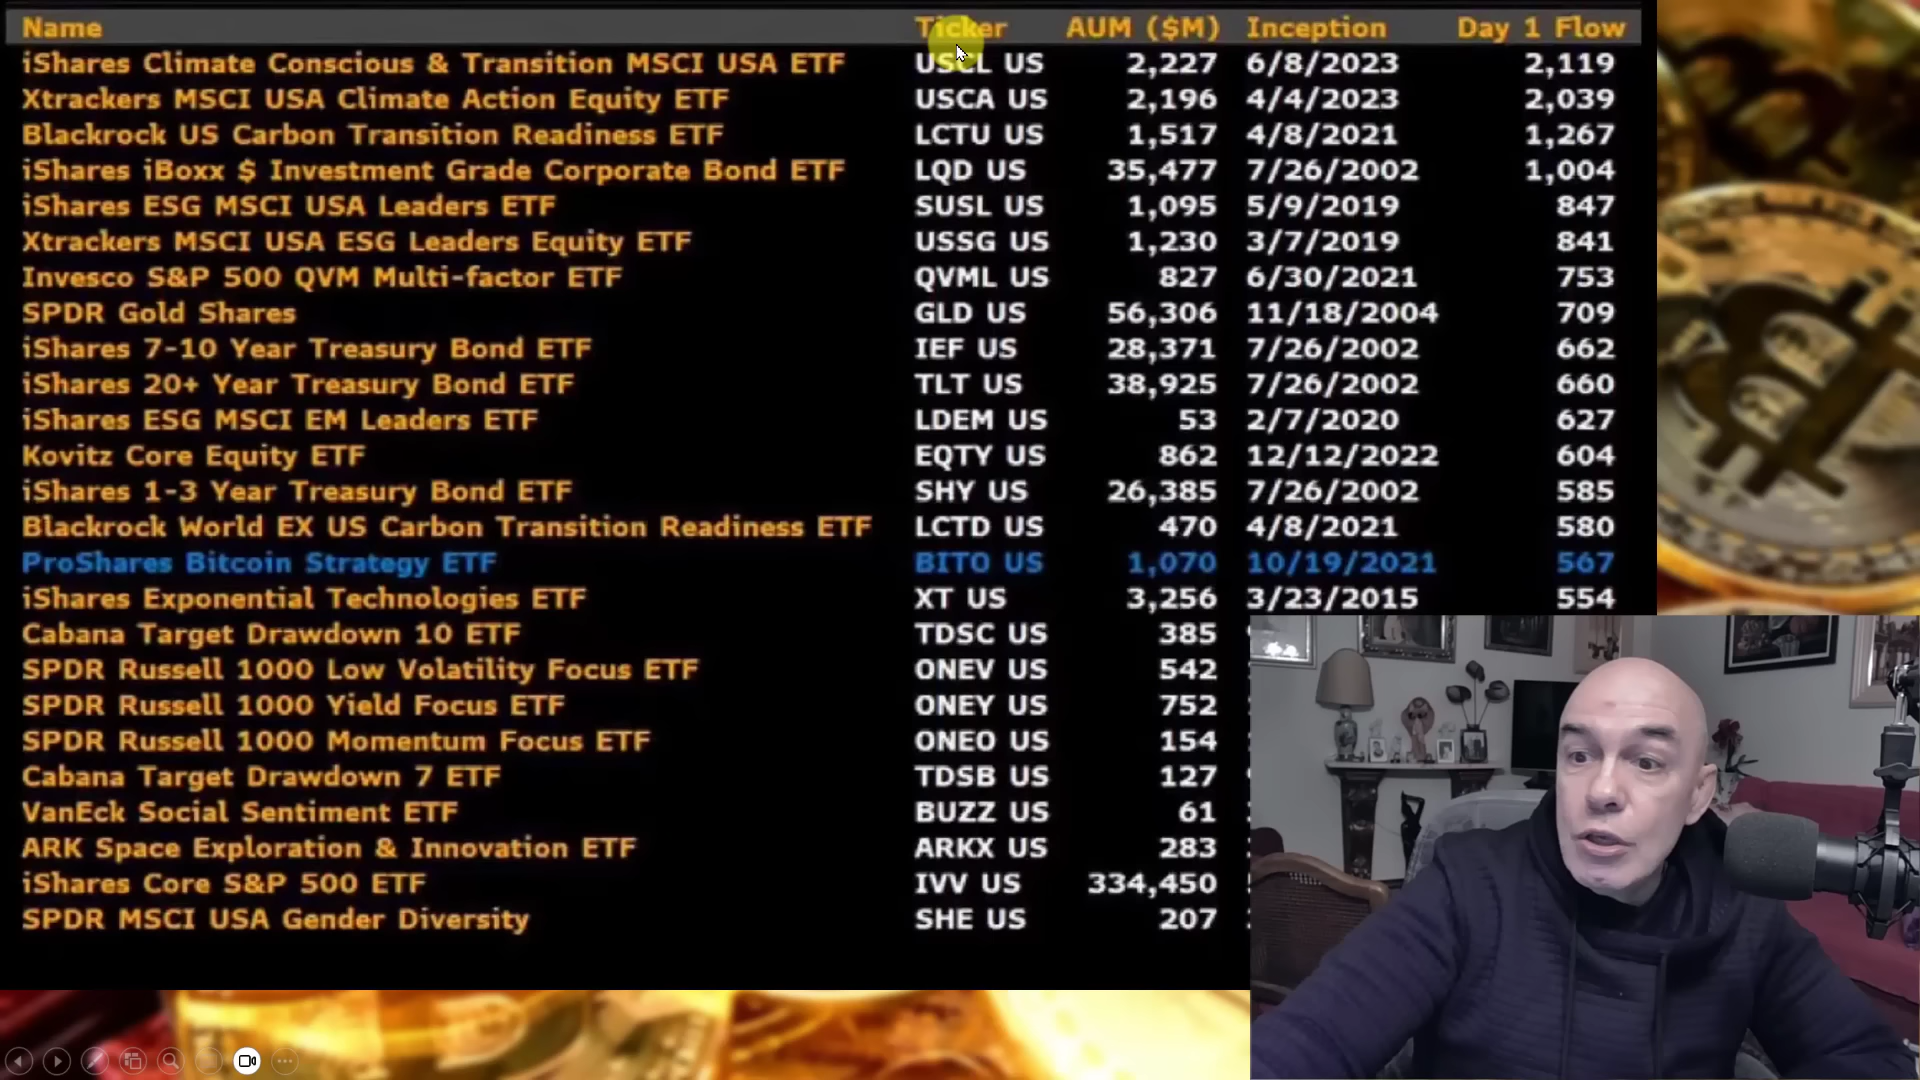 Name Ticker AUM ($M) Inception Day 1 Flow
iShares Climate Conscious & Transition MSCI USA ETF USCL US 2,227 6/8/2023 2,119
Xtrackers MSCI USA Climate Action Equity ETF USCA US 2,196 4/4/2023 2,039
Blackrock US Carbon Transition Readiness ETF LCTU US 1,517 4/8/2021 1,267
iShares iBoxx $ Investment Grade Corporate Bond ETF LQD US 35,477 7/26/2002 1,004
iShares ESG MSCI USA Leaders ETF SUSL US 1,095 5/9/2019 847
Xtrackers MSCI USA ESG Leaders Equity ETF USSG US 1,230 3/7/2019 841
Invesco S&P 500 QVM Multi-factor ETF QVML US 827 6/30/2021 753
SPDR Gold Shares GLD US 56,306 11/18/2004 709
iShares 7-10 Year Treasury Bond ETF IEF US 28,371 7/26/2002 662
iShares 20+ Year Treasury Bond ETF TLT US 38,925 7/26/2002 660
iShares ESG MSCI EM Leaders ETF LDEM US 53 2/7/2020 627
Kovitz Core Equity ETF EQTY US 862 12/12/2022 604
iShares 1-3 Year Treasury Bond ETF SHY US 26,385 7/26/2002 585
Blackrock World EX US Carbon Transition Readiness ETF LCTD US 470 4/8/2021 580
ProShares Bitcoin Strategy ETF BITO US 1,070 10/19/2021 567
iShares Exponential Technologies ETF XT US 3,256 3/23/2015 554
Cabana Target Drawdown 10 ETF TDSC US 385
SPDR Russell 1000 Low Volatility Focus ETF ONEV US 542
SPDR Russell 1000 Yield Focus ETF ONEY US 752
SPDR Russell 1000 Momentum Focus ETF ONEO US 154
Cabana Target Drawdown 7 ETF TDSB US 127
VanEck Social Sentiment ETF BUZZ US 61
ARK Space Exploration & Innovation ETF ARKX US 283
iShares Core S&P 500 ETF IVV US 334,450
SPDR MSCI USA Gender Diversity SHE US 207